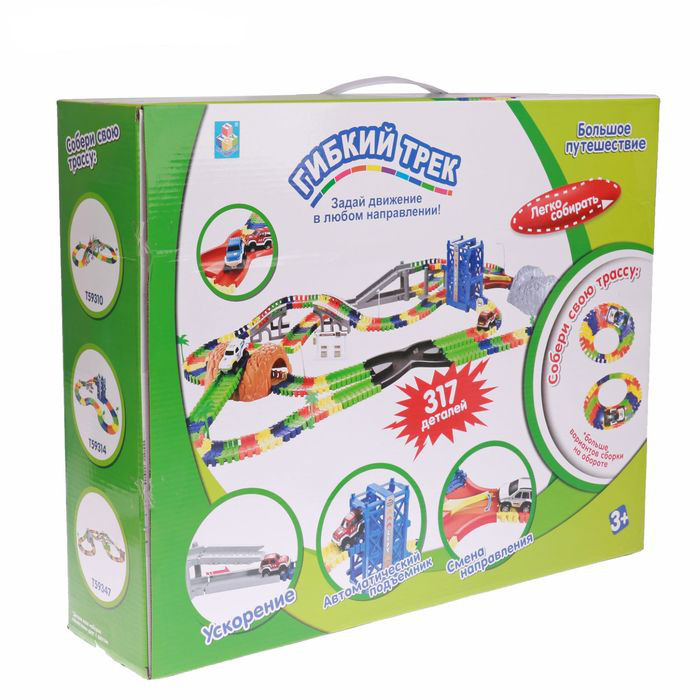 Собери свою
трассу:
T59310
T59314
T59347
ГИБКИЙ ТРЕК
Задай движение
в любом направлении!
Большое
путешествие
Легко
собирать
Собери свою трассу:
*больше
вариантов сборки
на обороте
317
деталей
Ускорение
Автоматический
подъемник
Смена
направления
3+